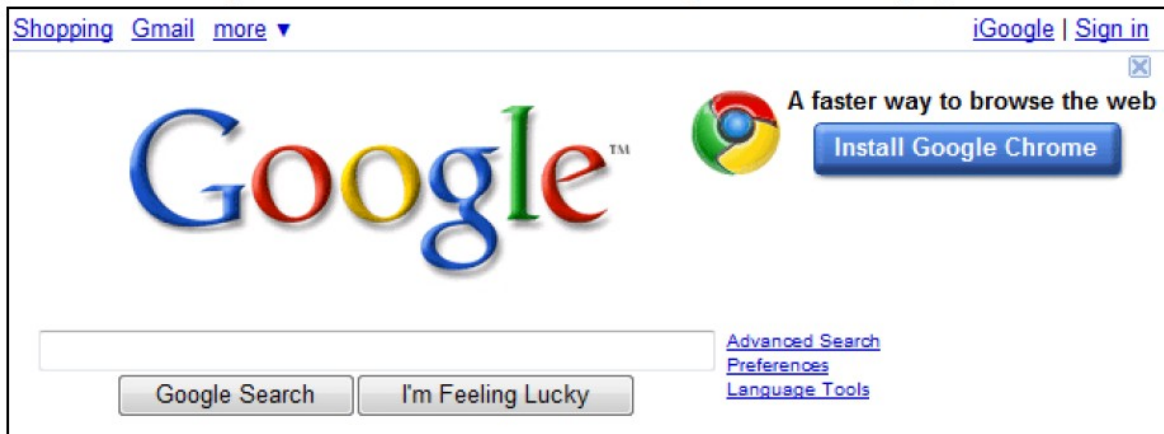 Shopping Gmail more ▼ iGoogle | Sign in
A faster way to browse the web
Install Google Chrome
Google™
Advanced Search
Preferences
Language Tools
Google Search I'm Feeling Lucky